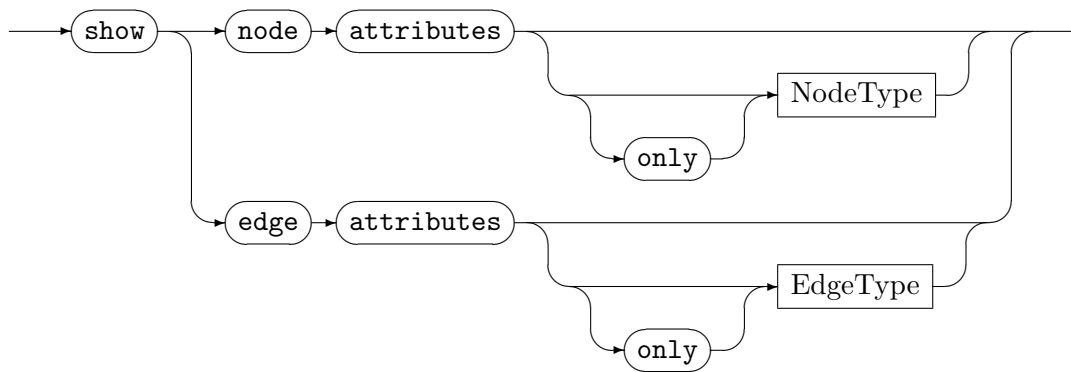 show node attributes
NodeType
only
edge attributes
EdgeType
only